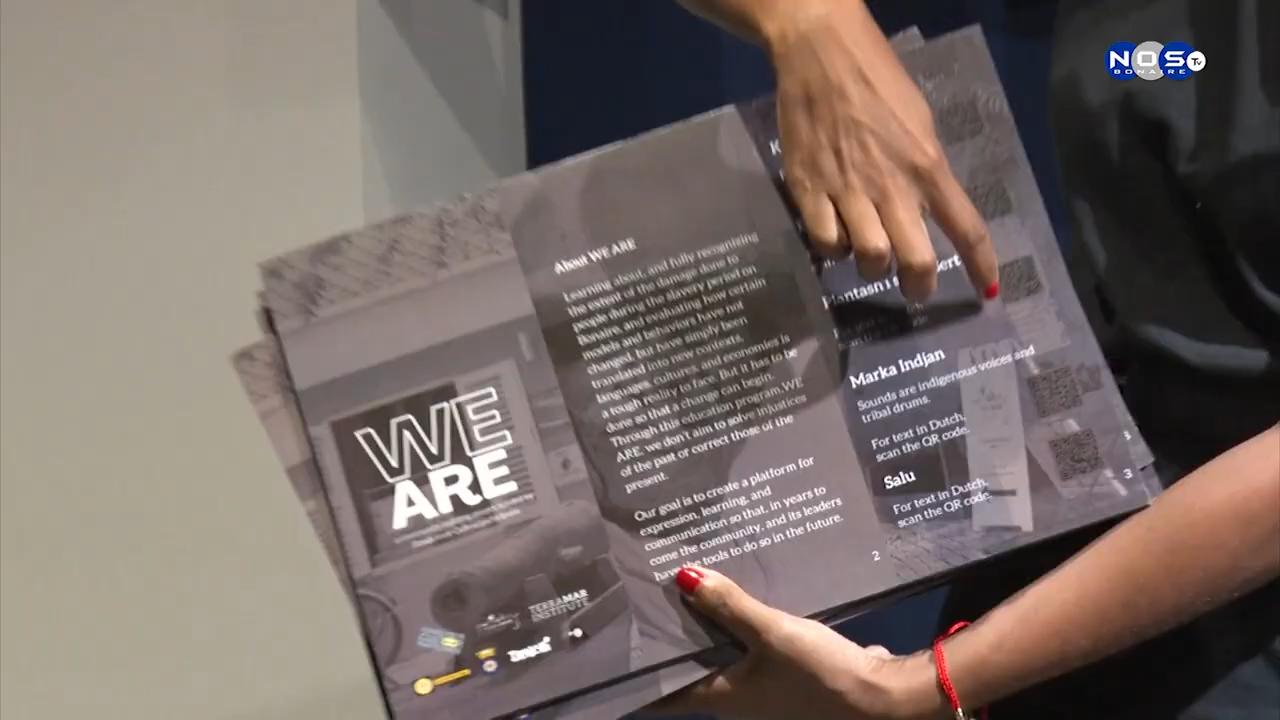 NOS TV
BONAIRE
WE
ARE
TERRAMAR
INSTITUTE
About WE ARE
Learning about, and fully recognizing
the extent of the damage done to
people during the slavery period on
Bonaire, and evaluating how certain
models and behaviors have not
changed, but have simply been
translated into new contexts,
languages, cultures, and economies is
a tough reality to face. But it has to be
done so that a change can begin.
Through this education program, WE
ARE, we don't aim to solve injustices
of the past or correct those of the
present.
Our goal is to create a platform for
expression, learning, and
communication so that, in years to
come the community, and its leaders
have the tools to do so in the future.
2
Plantashi
Marka Indjan
Sounds are indigenous voices and
tribal drums.
For text in Dutch,
scan the QR code.
Salu
For text in Dutch,
scan the QR code.
3
3